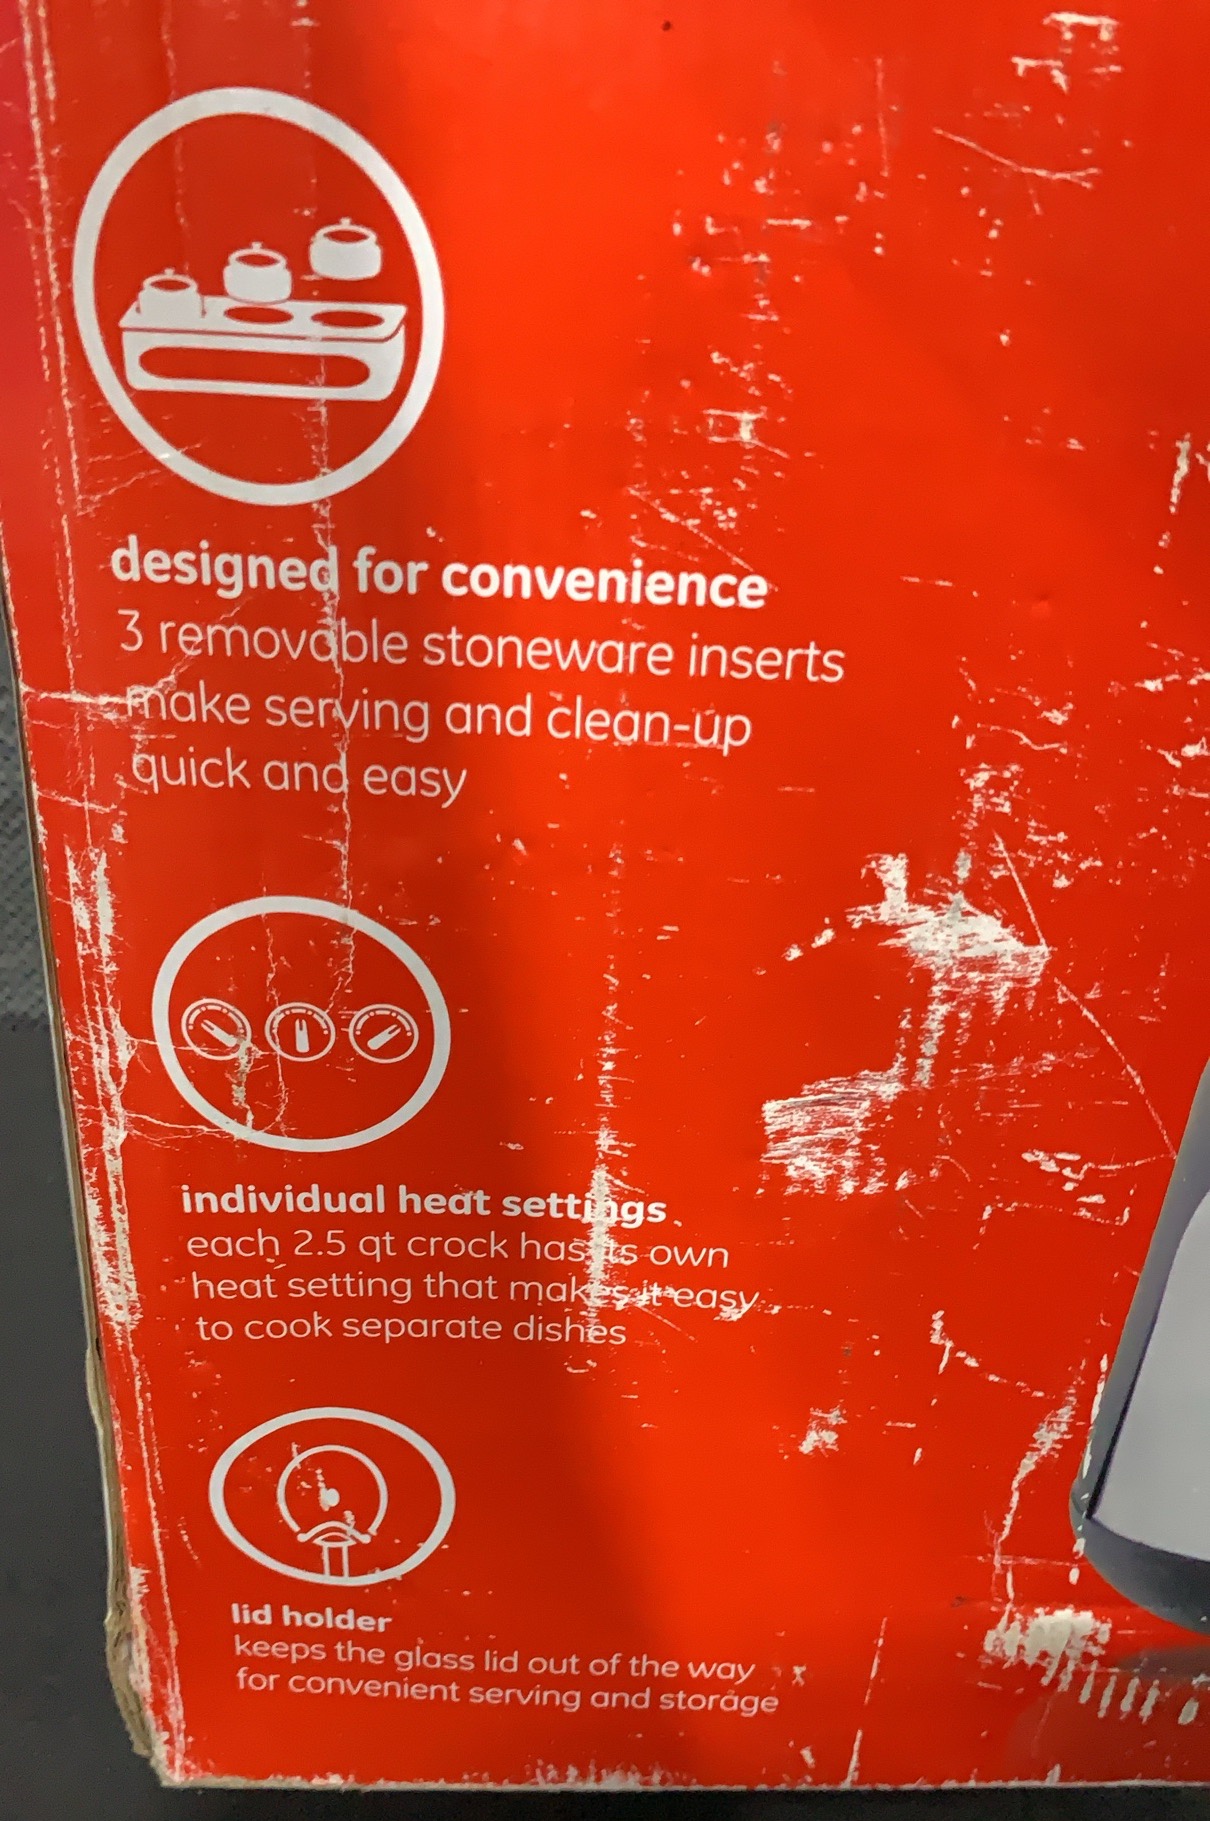 designed for convenience
3 removable stoneware inserts
make serving and clean-up
quick and easy
individual heat settings
each 2.5 qt crock has its own
heat setting that makes it easy
to cook separate dishes
lid holder
keeps the glass lid out of the way
for convenient serving and storage